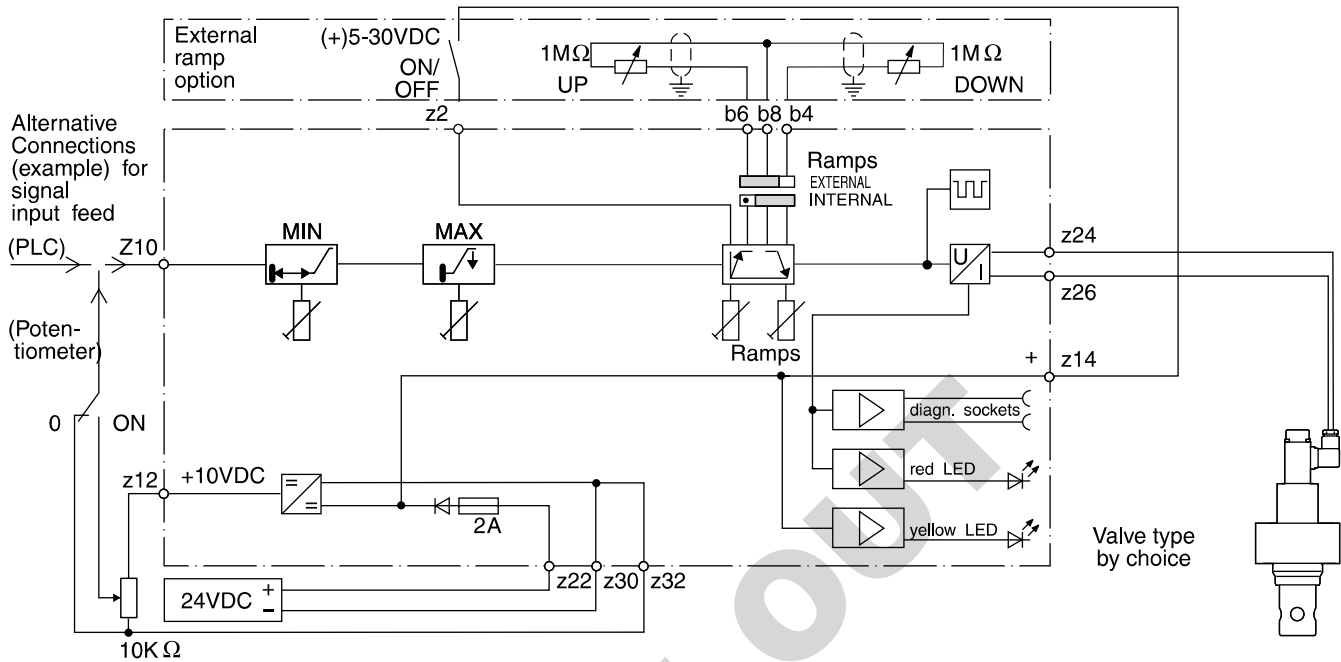 External
ramp
option
(+)5-30VDC
ON/
OFF
1MΩ
UP
1MΩ
DOWN
z2
b6 b8 b4
Alternative
Connections
(example) for
signal
input feed
(PLC)
Z10
MIN
MAX
Ramps
EXTERNAL
INTERNAL
U
I
z24
z26
(Poten-
tiometer)
Ramps
+ z14
0 ON
diagn. sockets
z12 +10VDC
=
=
2A
red LED
yellow LED
Valve type
by choice
24VDC + -
z22 z30 z32
10KΩ
OUT